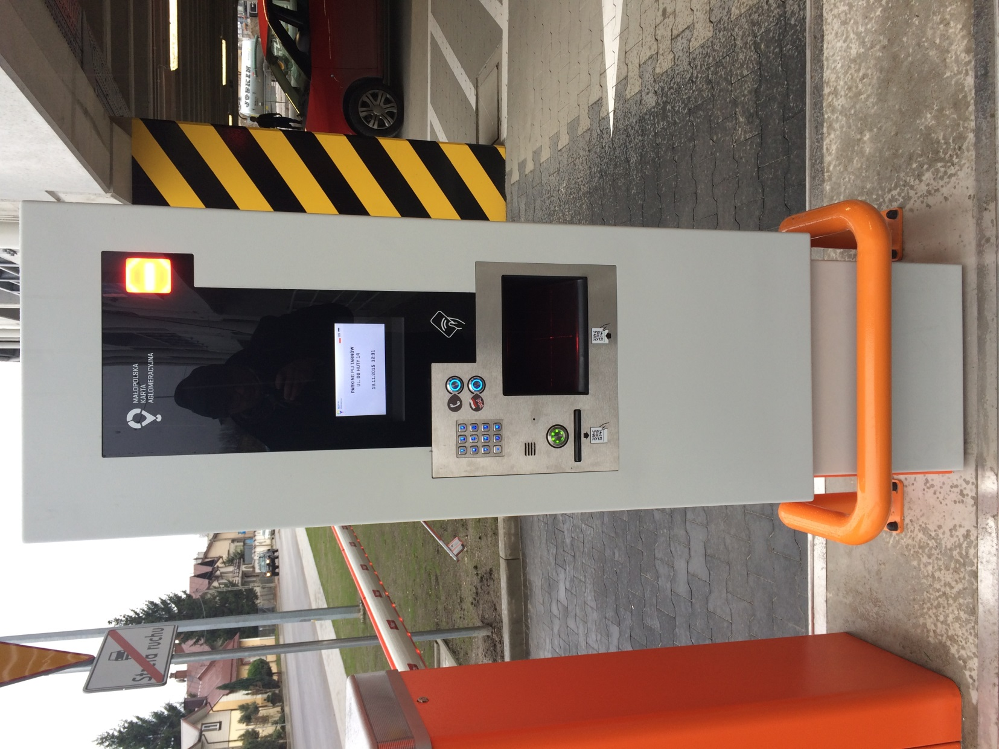 MAŁOPOLSKA
KARTA
AGLOMERACYJNA
PARKING PIJ TARNÓW
UL. DO HUTY 14
19.11.2015 12:31
Strefa ruchu